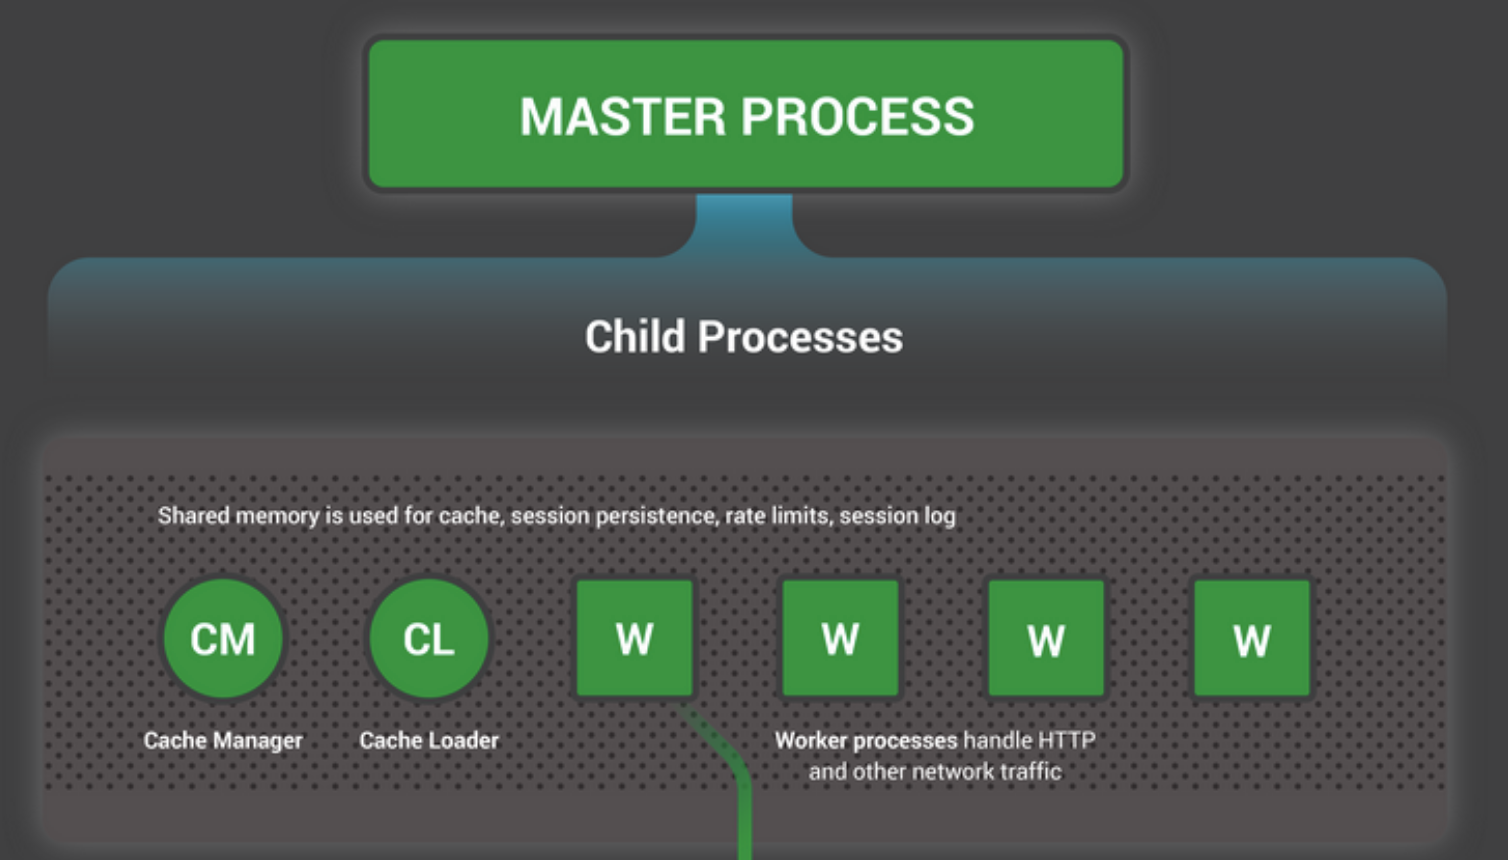 MASTER PROCESS
Child Processes
Shared memory is used for cache, session persistence, rate limits, session log
CM
CL
W
W
W
W
Cache Manager
Cache Loader
Worker processes handle HTTP
and other network traffic